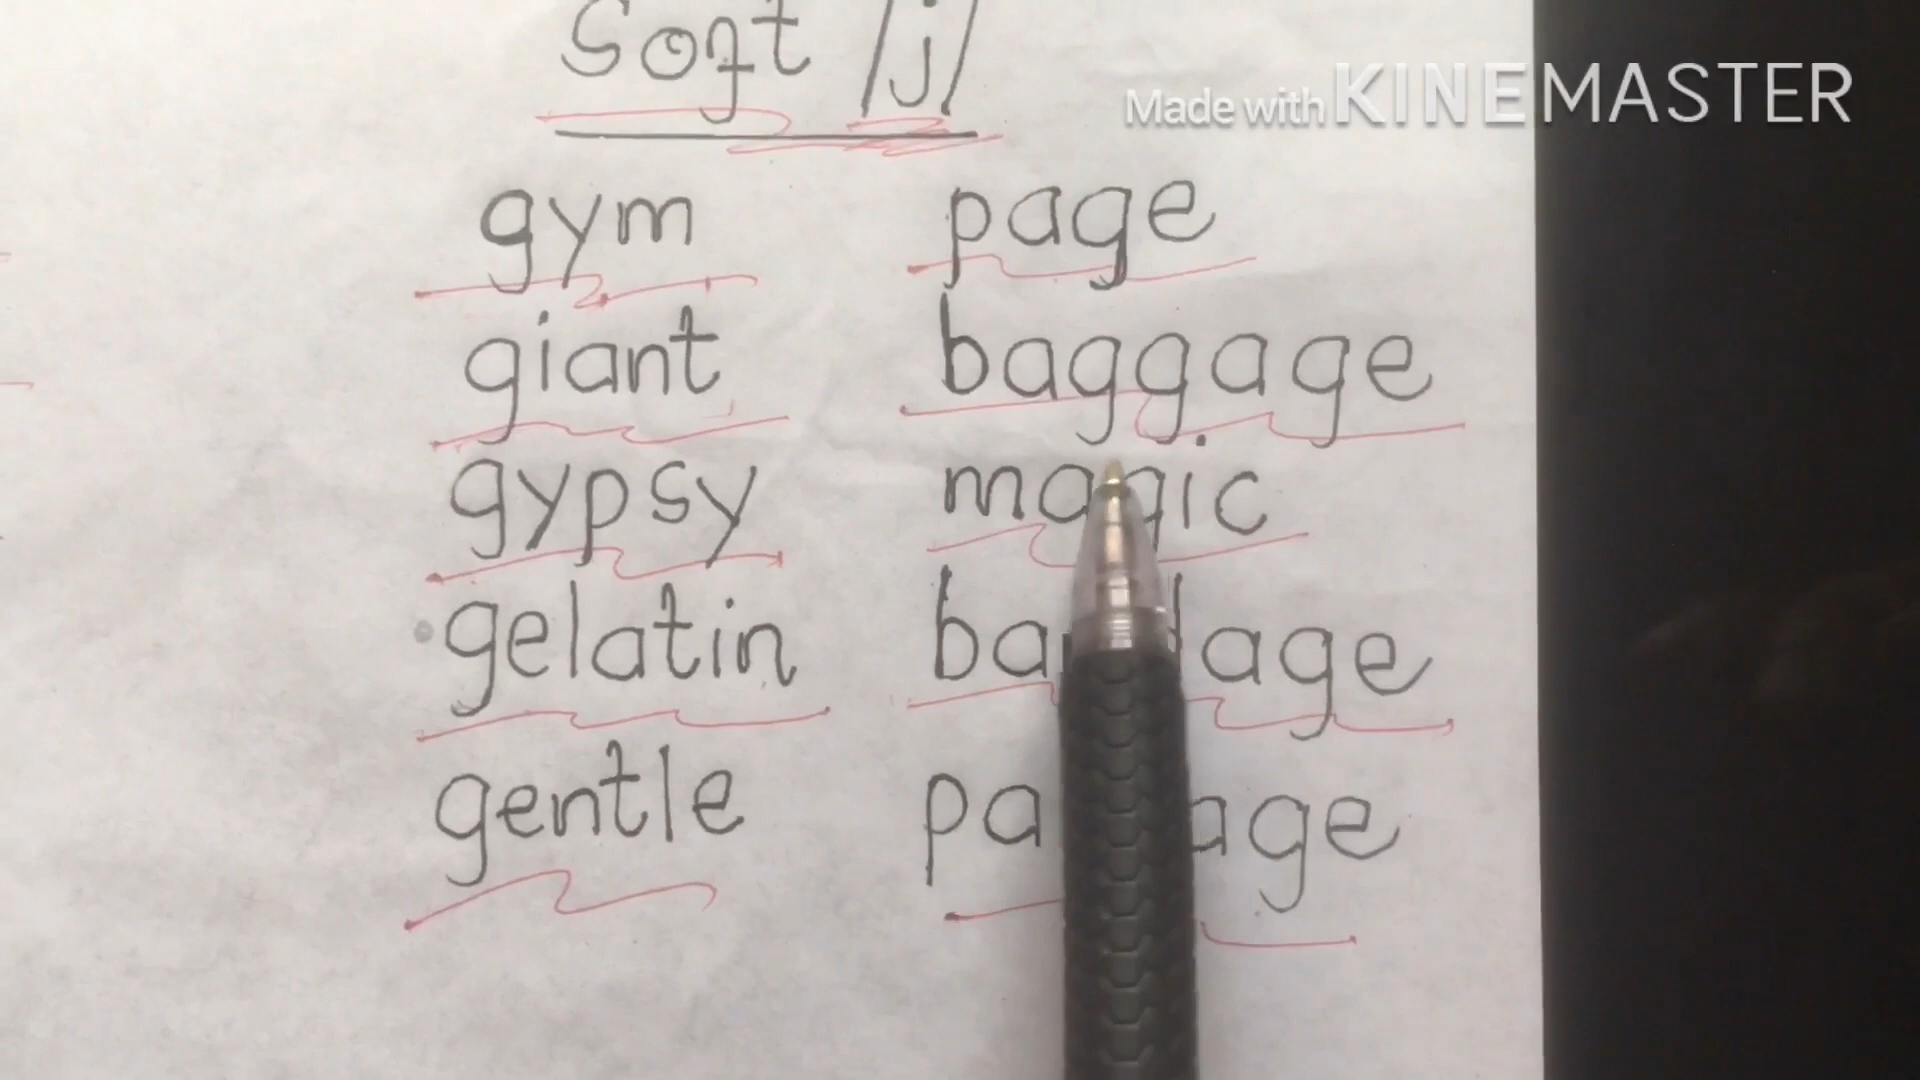 Soft /j/
Made with KINEMASTER
gym page
giant baggage
gypsy magic
gelatin
gentle